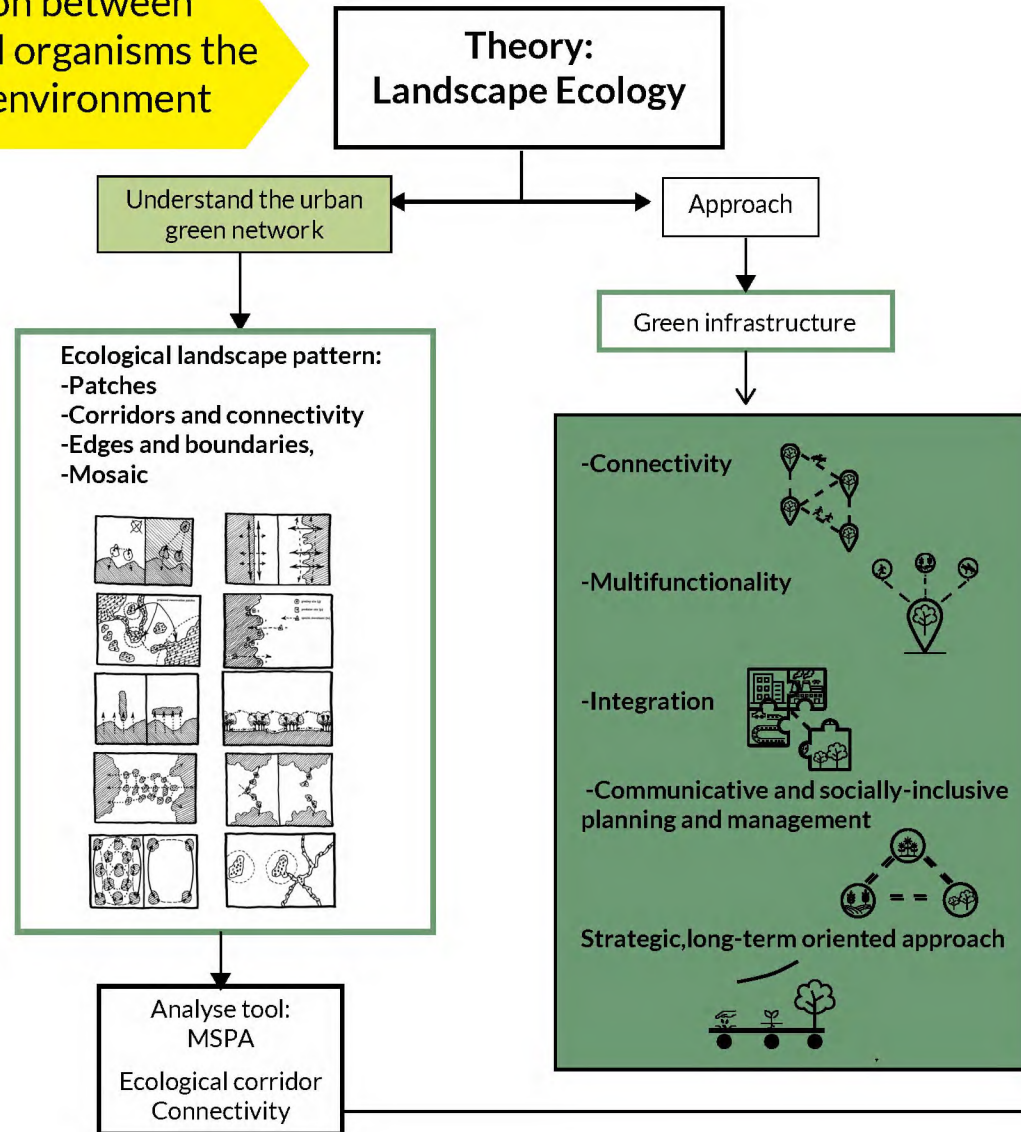 on between
organisms the
environment
Theory:
Landscape Ecology
Understand the urban
green network
Approach
Green infrastructure
Ecological landscape pattern:
-Patches
-Corridors and connectivity
-Edges and boundaries,
-Mosaic
-Connectivity
-Multifunctionality
-Integration
-Communicative and socially-inclusive
planning and management
Strategic,long-term oriented approach
Analyse tool:
MSPA
Ecological corridor
Connectivity